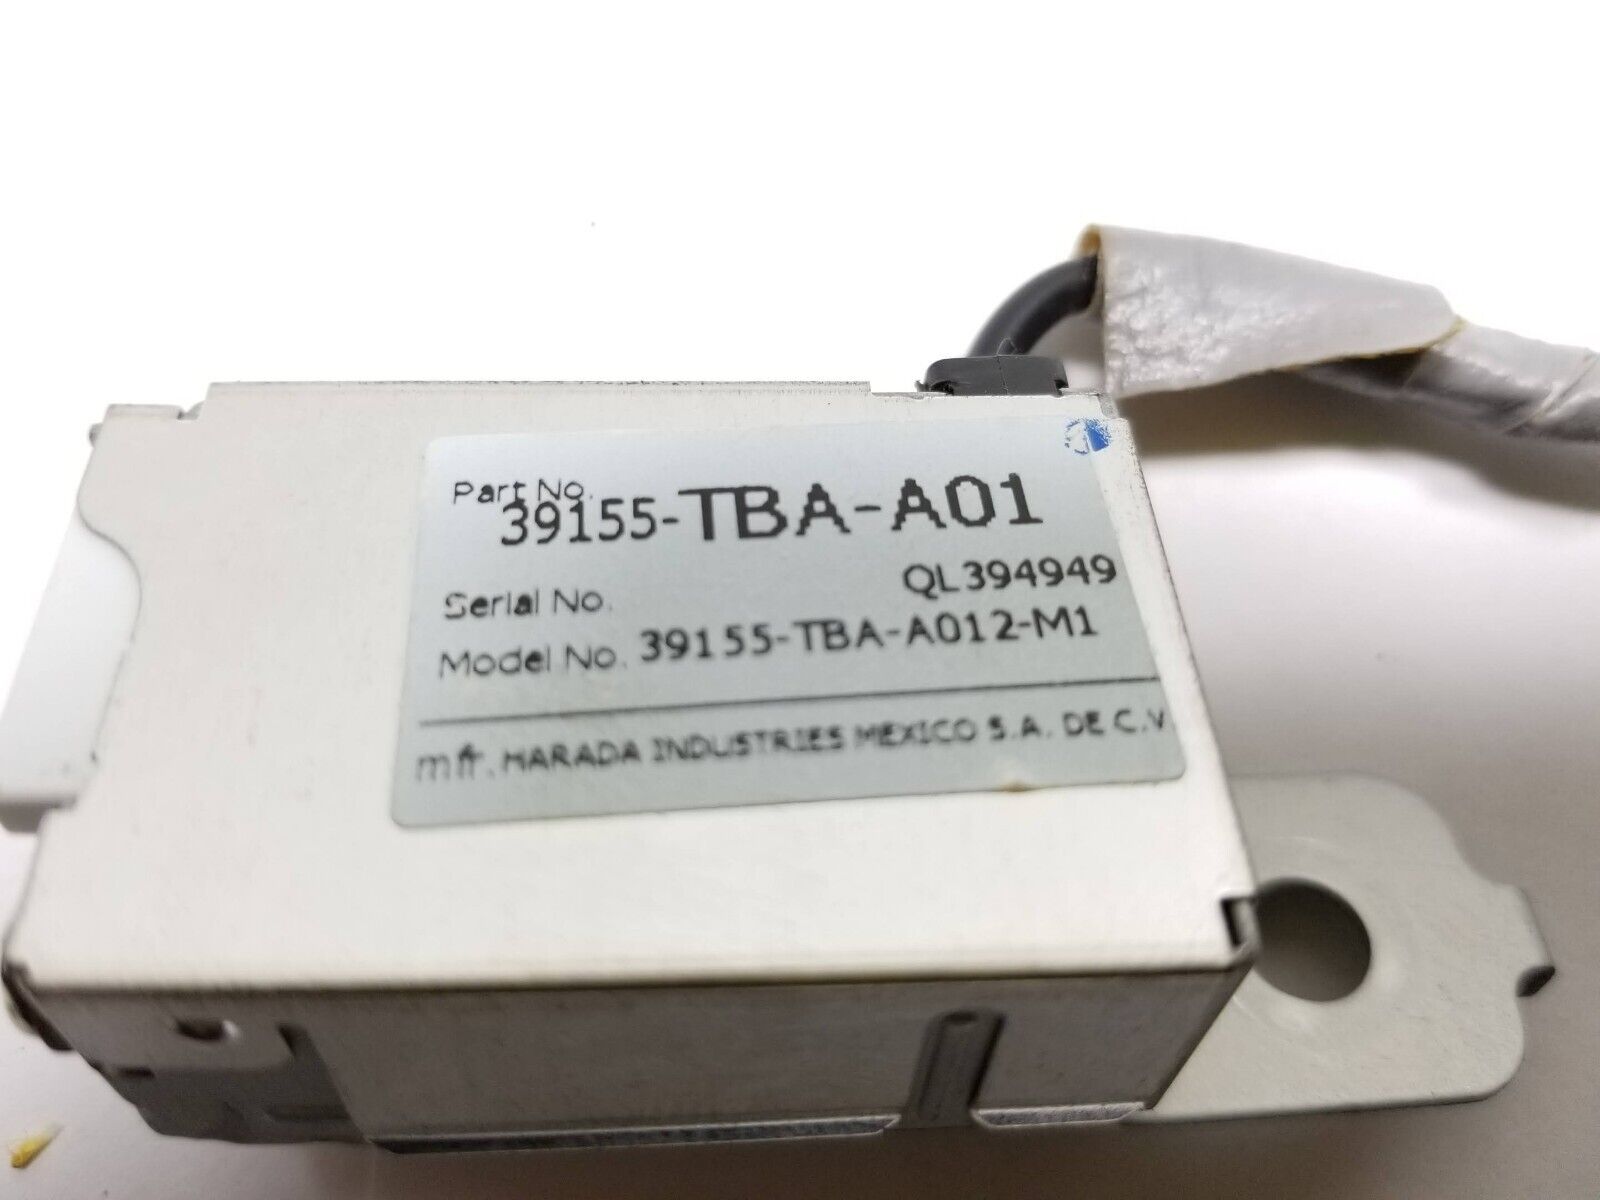 Part No.
39155-TBA-A01
Serial No. QL394949
Model No. 39155-TBA-A012-M1
mfr. HARADA INDUSTRIES MEXICO S.A. DE C.V.